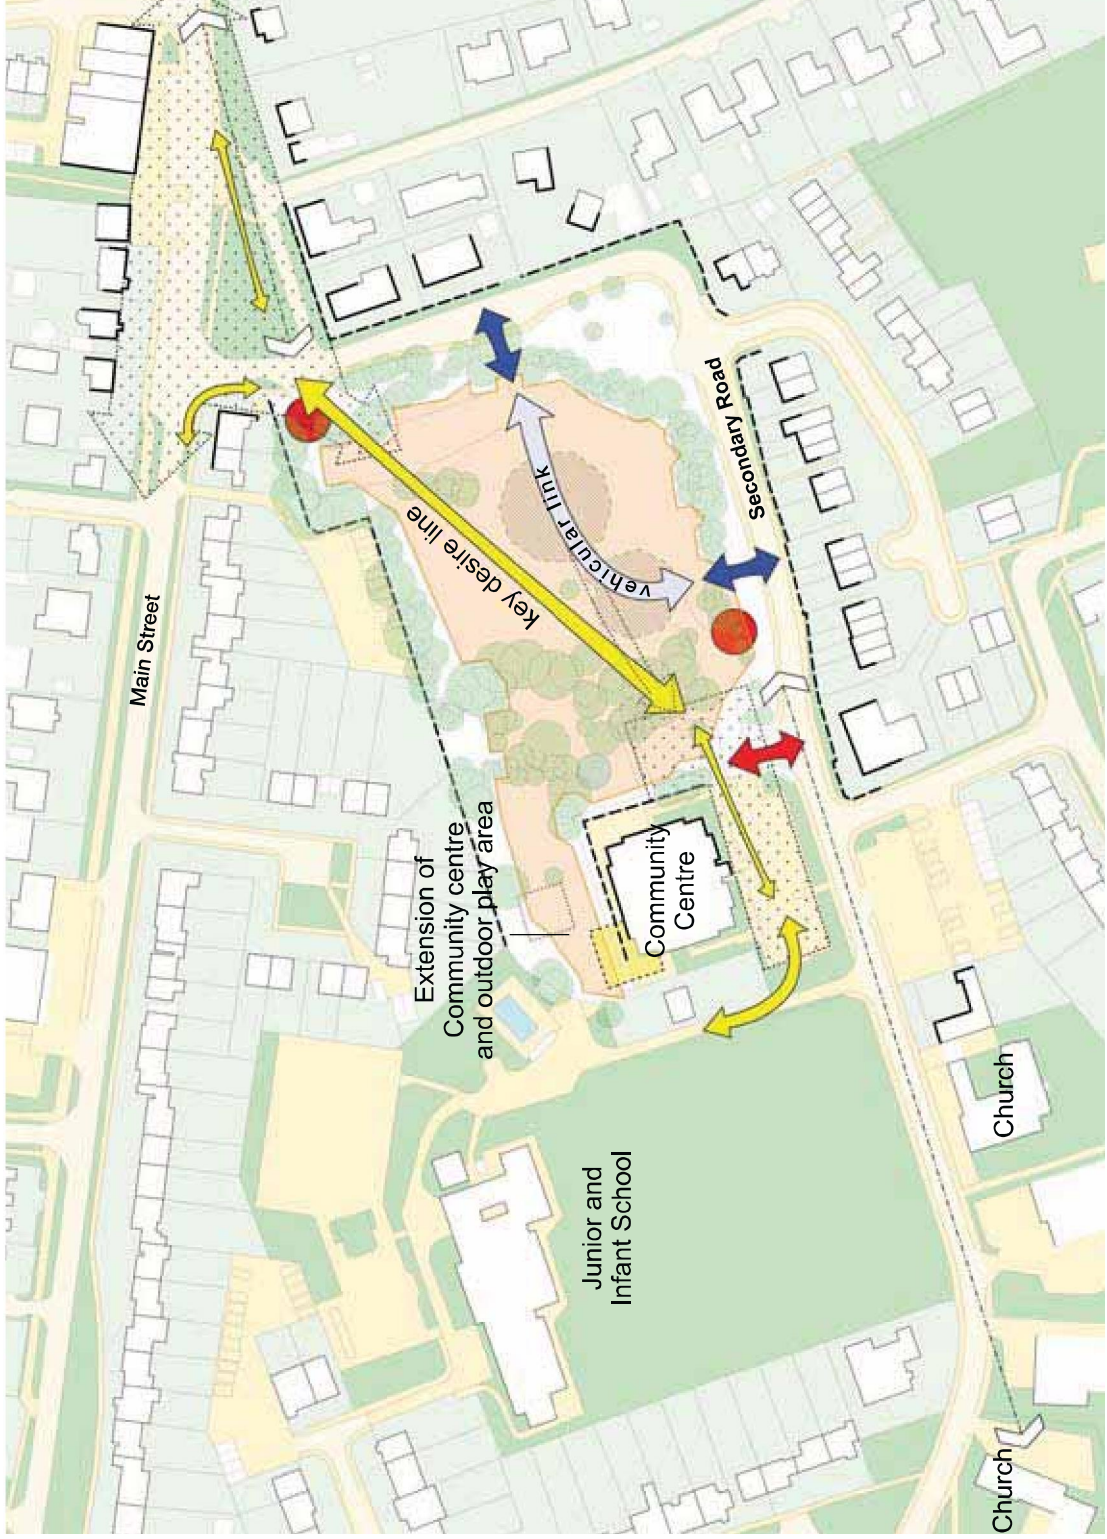 Main Street
key desire line
vehicular link
Secondary Road
Extension of
Community centre
and outdoor play area
Community
Centre
Junior and
Infant School
Church
Church